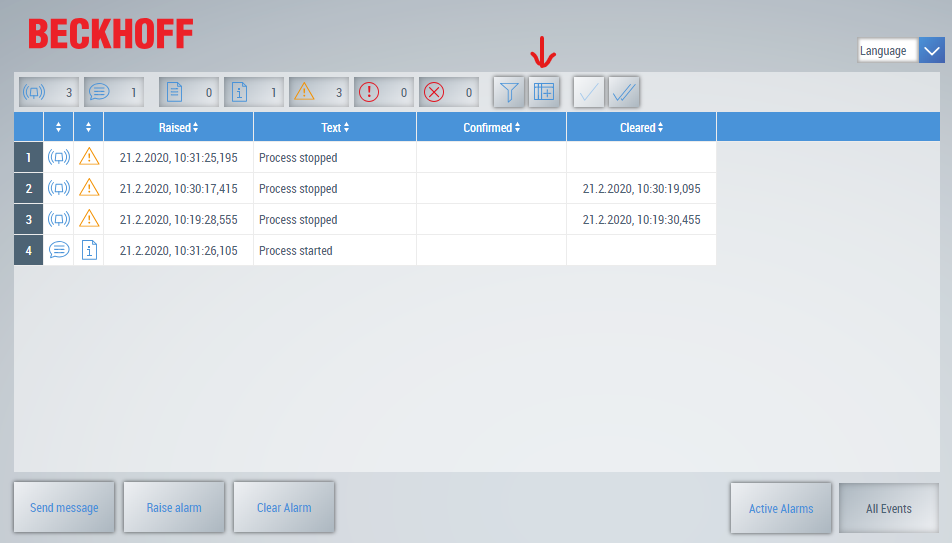 BECKHOFF
Language
3 1 0 1 3 0 0
Raised Text Confirmed Cleared
1 21.2.2020, 10:31:25,195 Process stopped
2 21.2.2020, 10:30:17,415 Process stopped 21.2.2020, 10:30:19,095
3 21.2.2020, 10:19:28,555 Process stopped 21.2.2020, 10:19:30,455
4 21.2.2020, 10:31:26,105 Process started
Send message Raise alarm Clear Alarm Active Alarms All Events